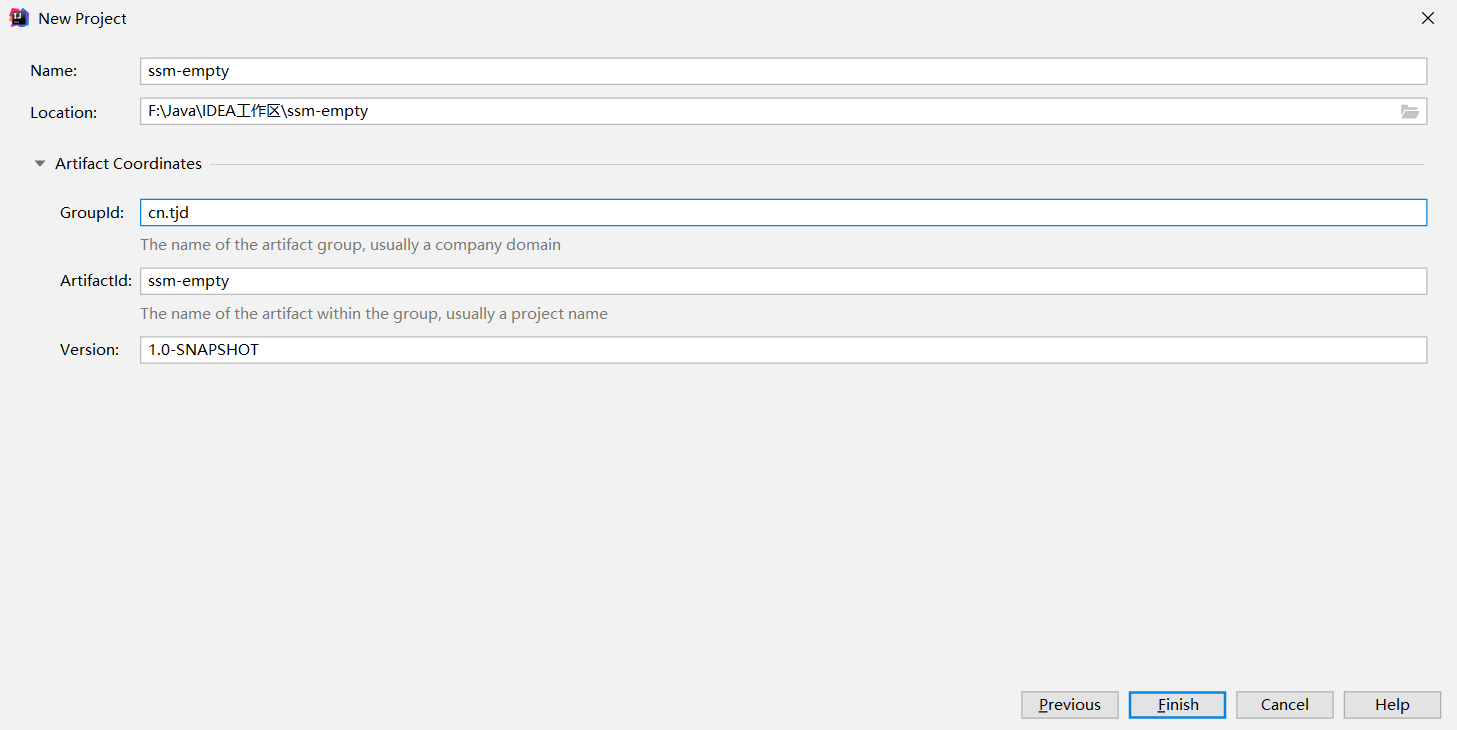 New Project
Name: ssm-empty
Location: F:\Java\IDEA工作区\ssm-empty
Artifact Coordinates
GroupId: cn.tjd
The name of the artifact group, usually a company domain
ArtifactId: ssm-empty
The name of the artifact within the group, usually a project name
Version: 1.0-SNAPSHOT
Previous Finish Cancel Help